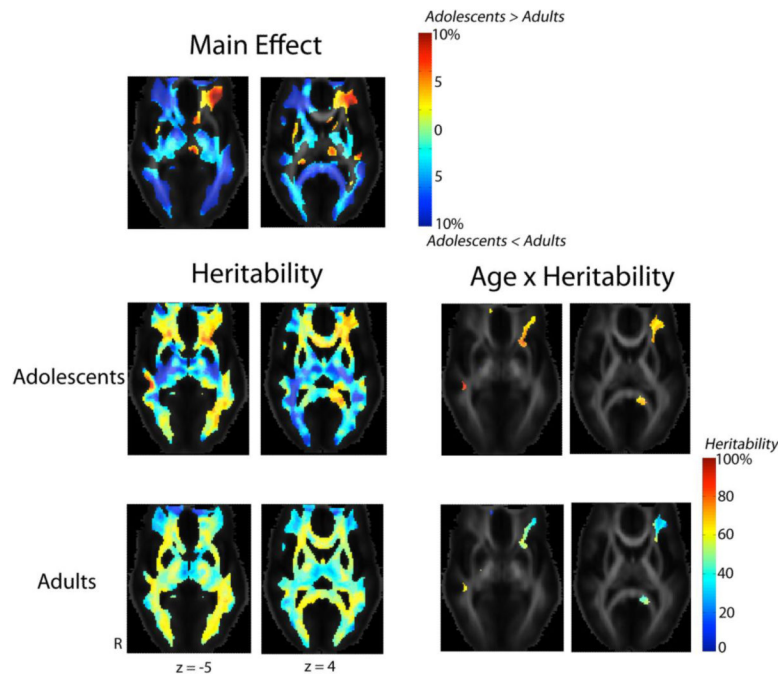 Adolescents > Adults
Main Effect
10%
5
0
5
10%
Adolescents < Adults
Heritability
Age x Heritability
Adolescents
Heritability
100%
80
60
40
20
0
Adults
R
z = -5
z = 4